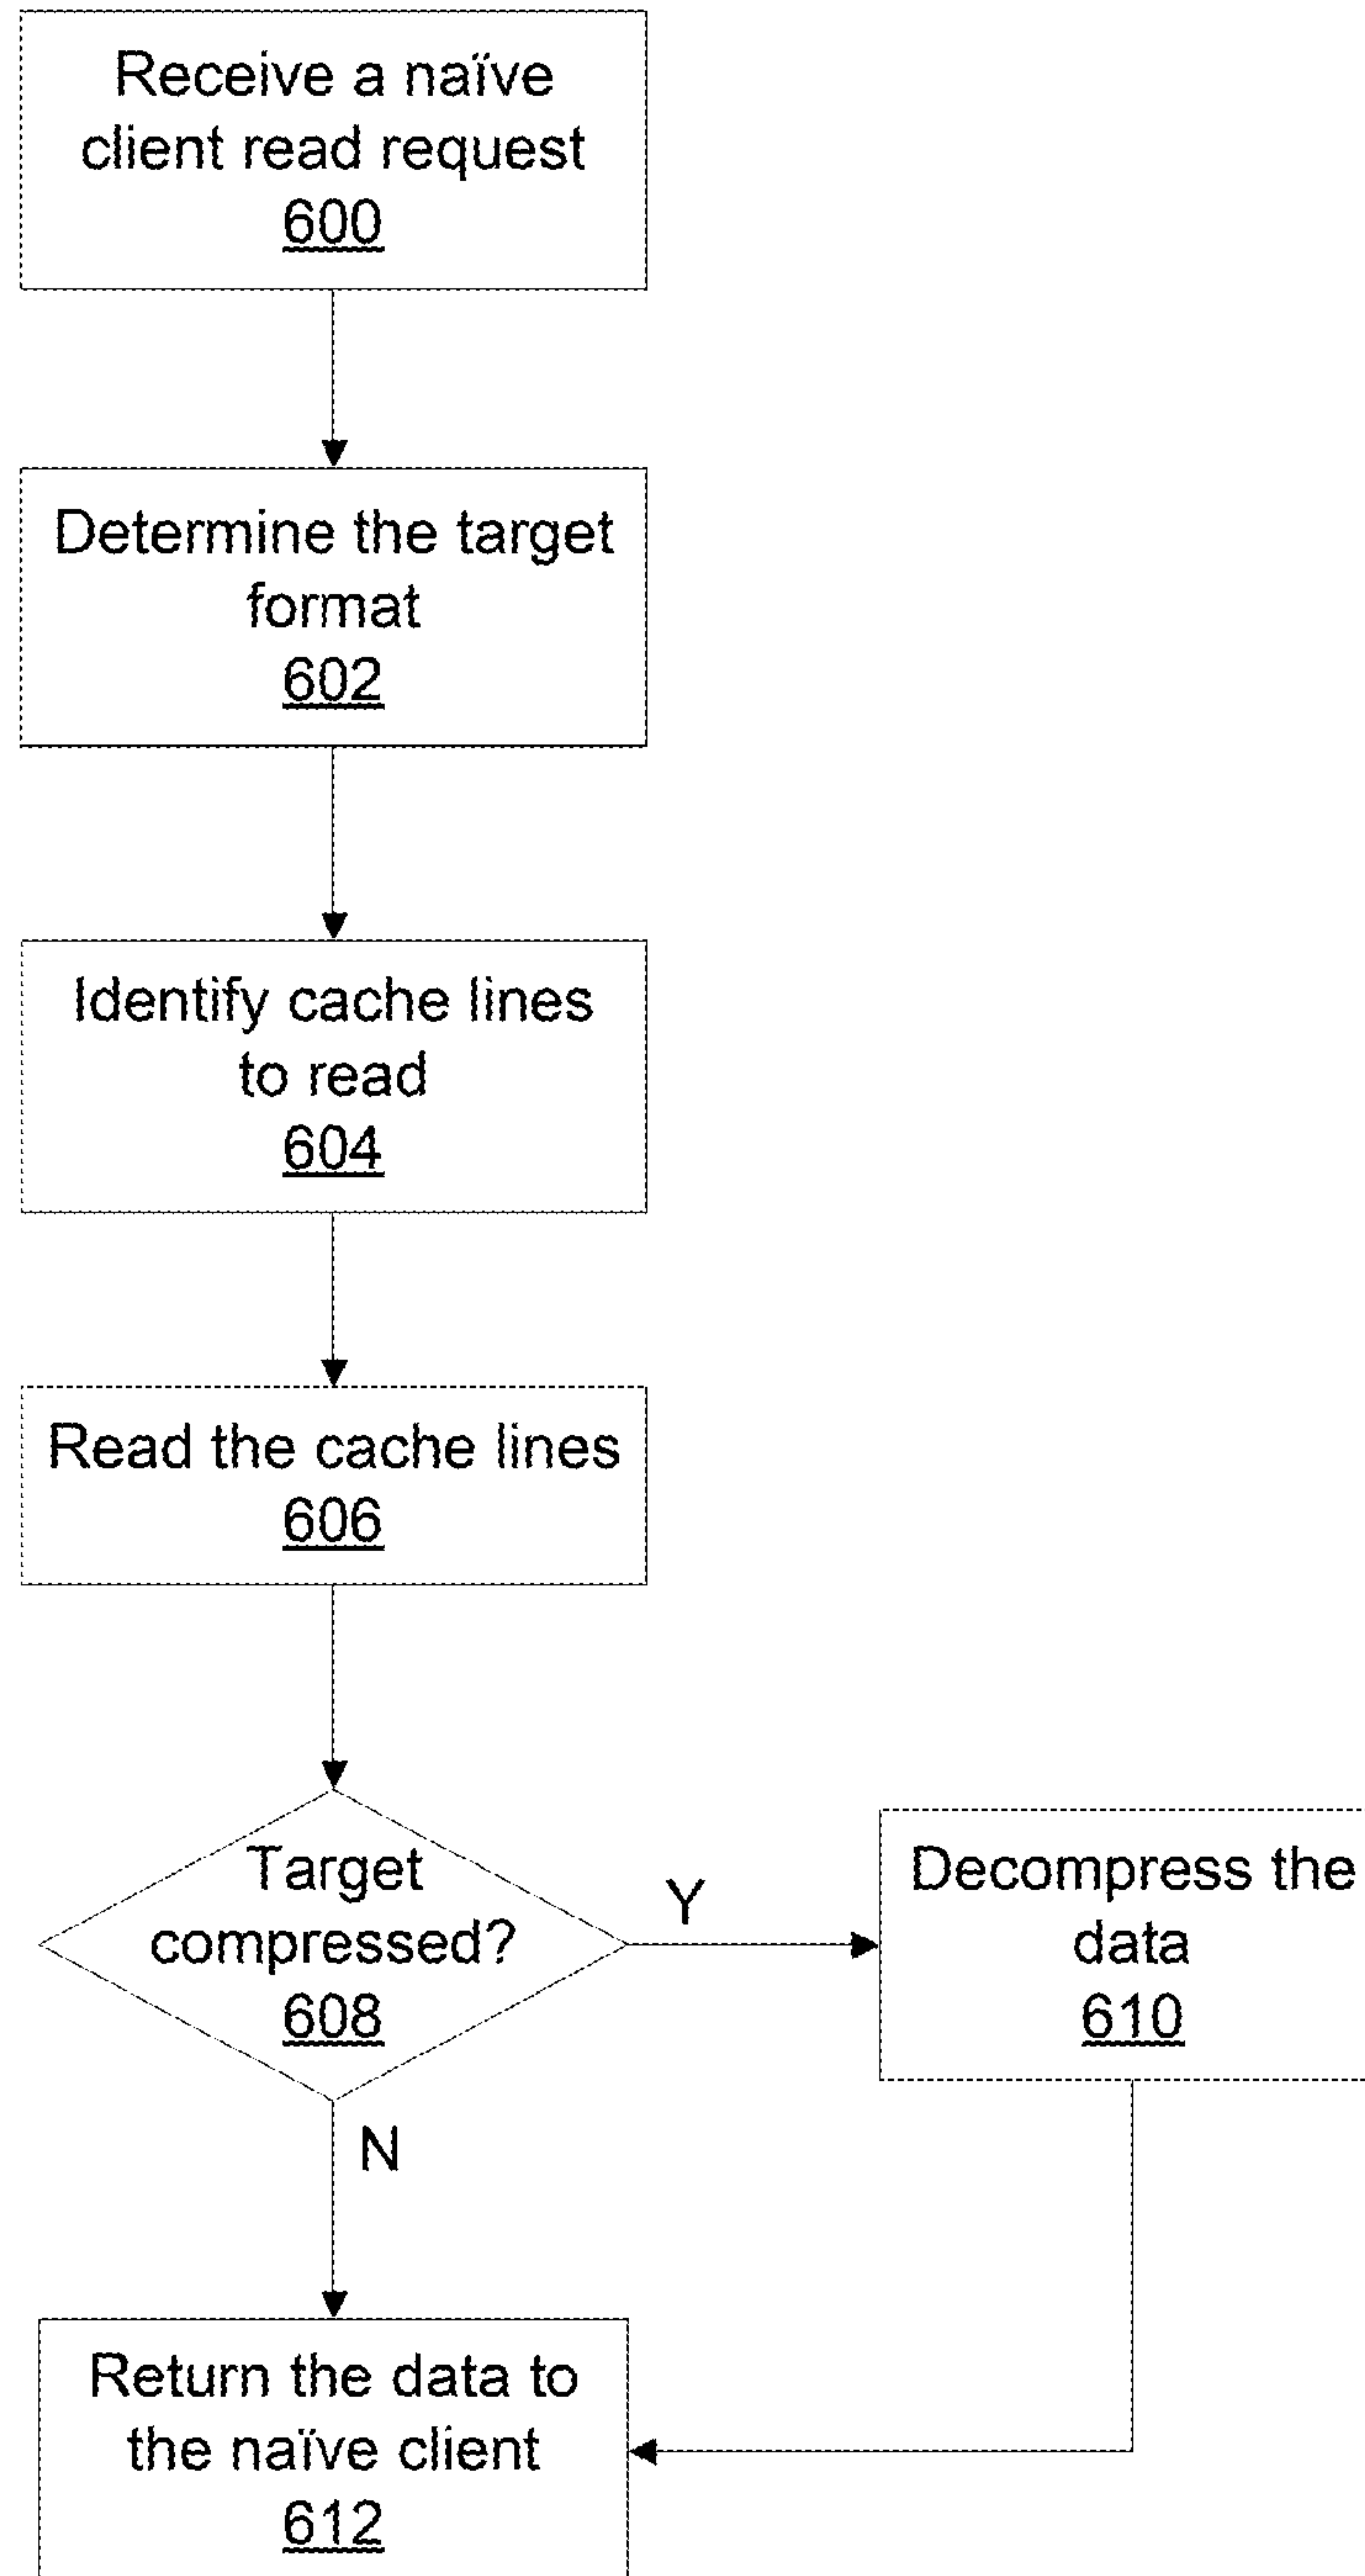 Receive a naïve
client read request
600
Determine the target
format
602
Identify cache lines
to read
604
Read the cache lines
606
Target
compressed?
608
Y
Decompress the
data
610
N
Return the data to
the naïve client
612